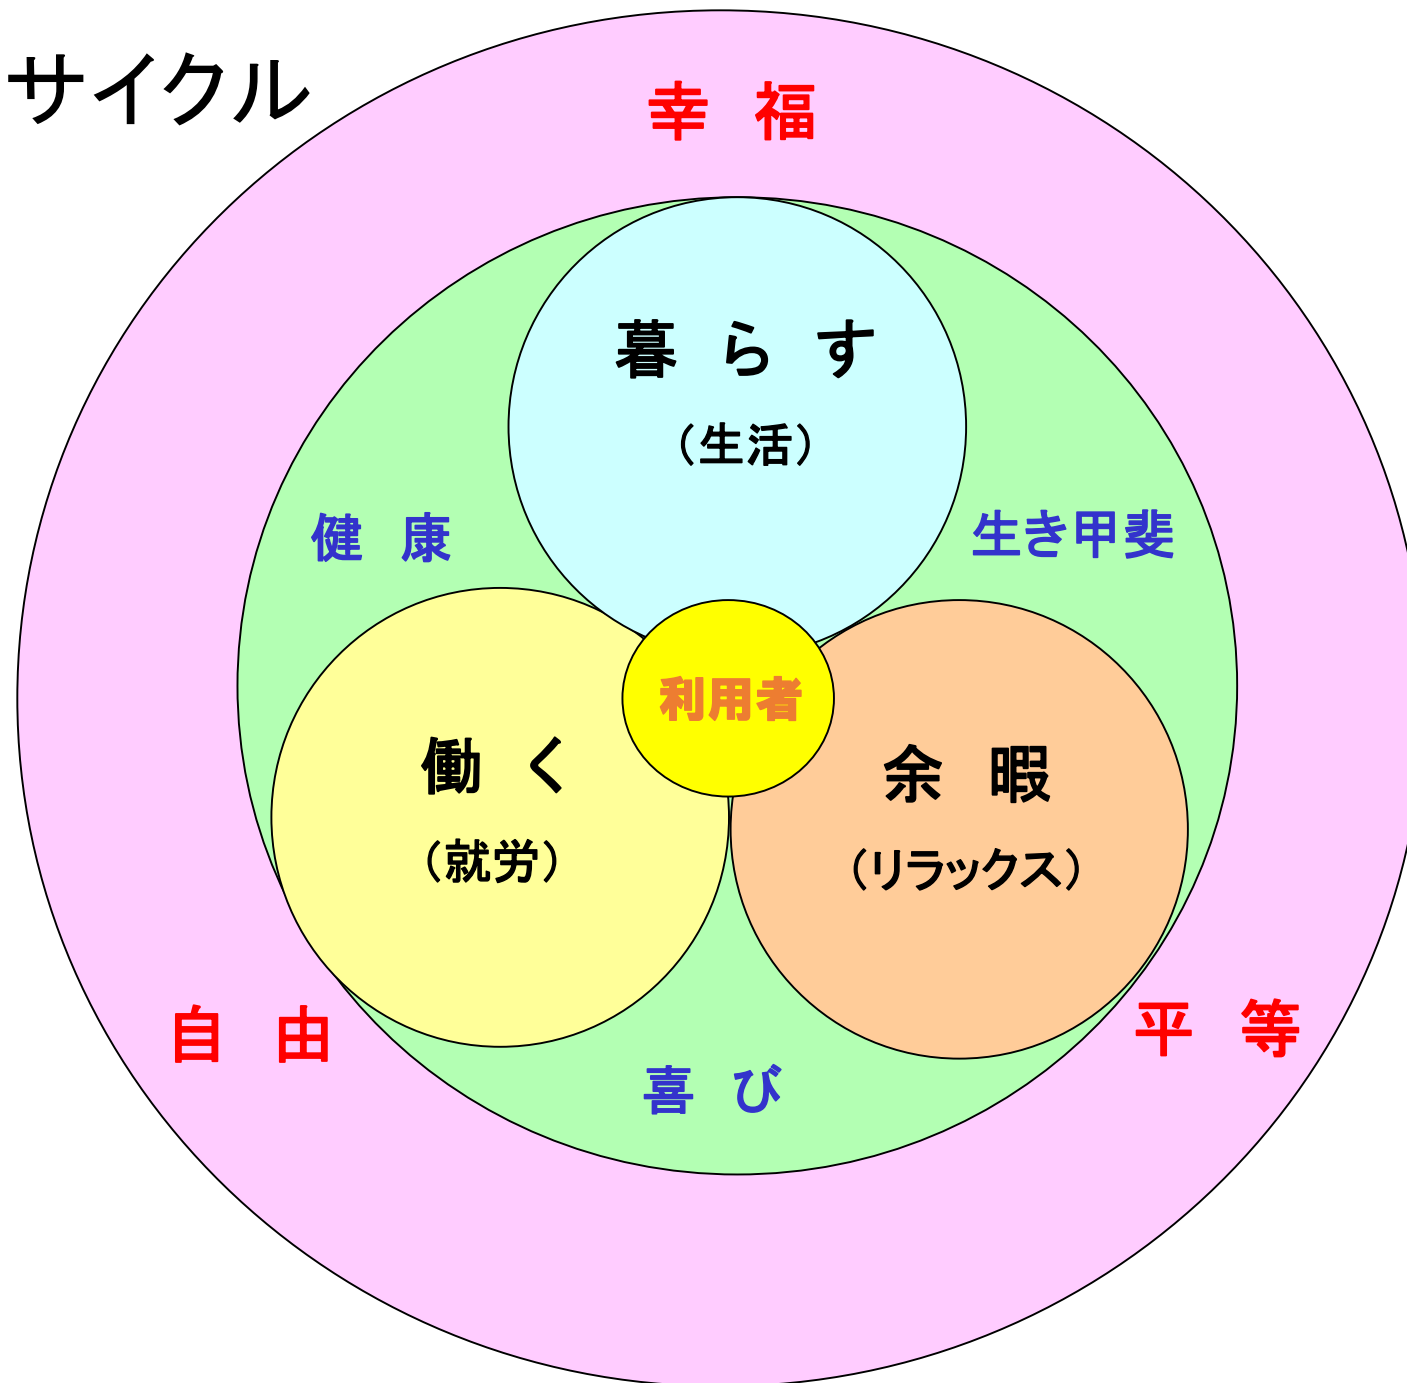 サイクル
幸　福
暮　ら　す
（生活）
健　康
生き甲斐
利用者
働　く
（就労）
余　暇
（リラックス）
自　由
平　等
喜　び